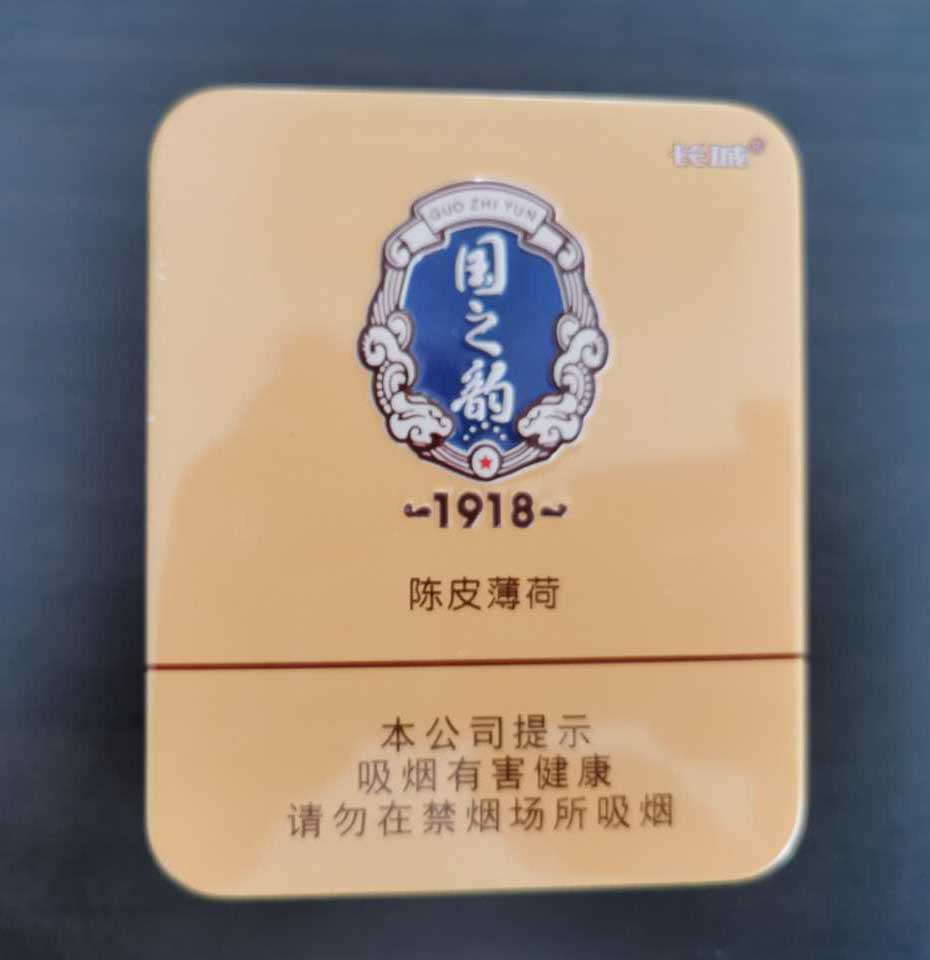 长城®
GUO ZHI YUN
国之韵
1918
陈皮薄荷
本公司提示
吸烟有害健康
请勿在禁烟场所吸烟